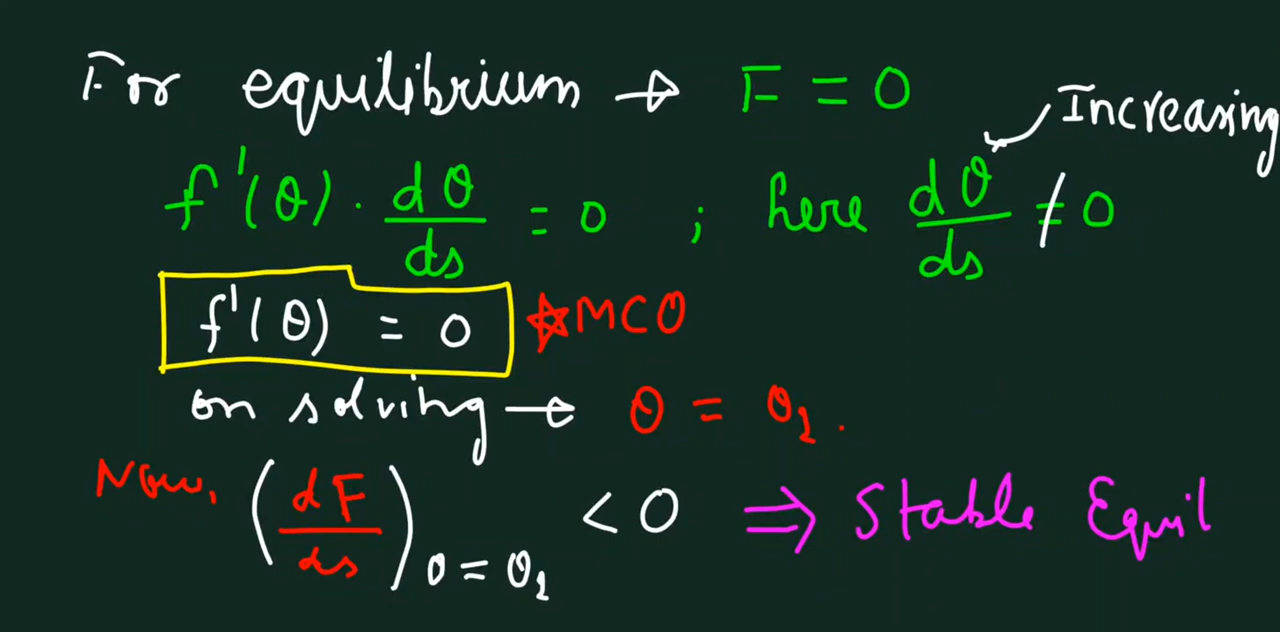 For equilibrium → F = 0
Increasing
f'(θ) · dθ/ds = 0 ; here dθ/ds ≠ 0
f'(θ) = 0 ☆MCO
on solving → θ = θ₁.
Now, (dF/ds)θ = θ₁ < 0 ⇒ Stable Equil